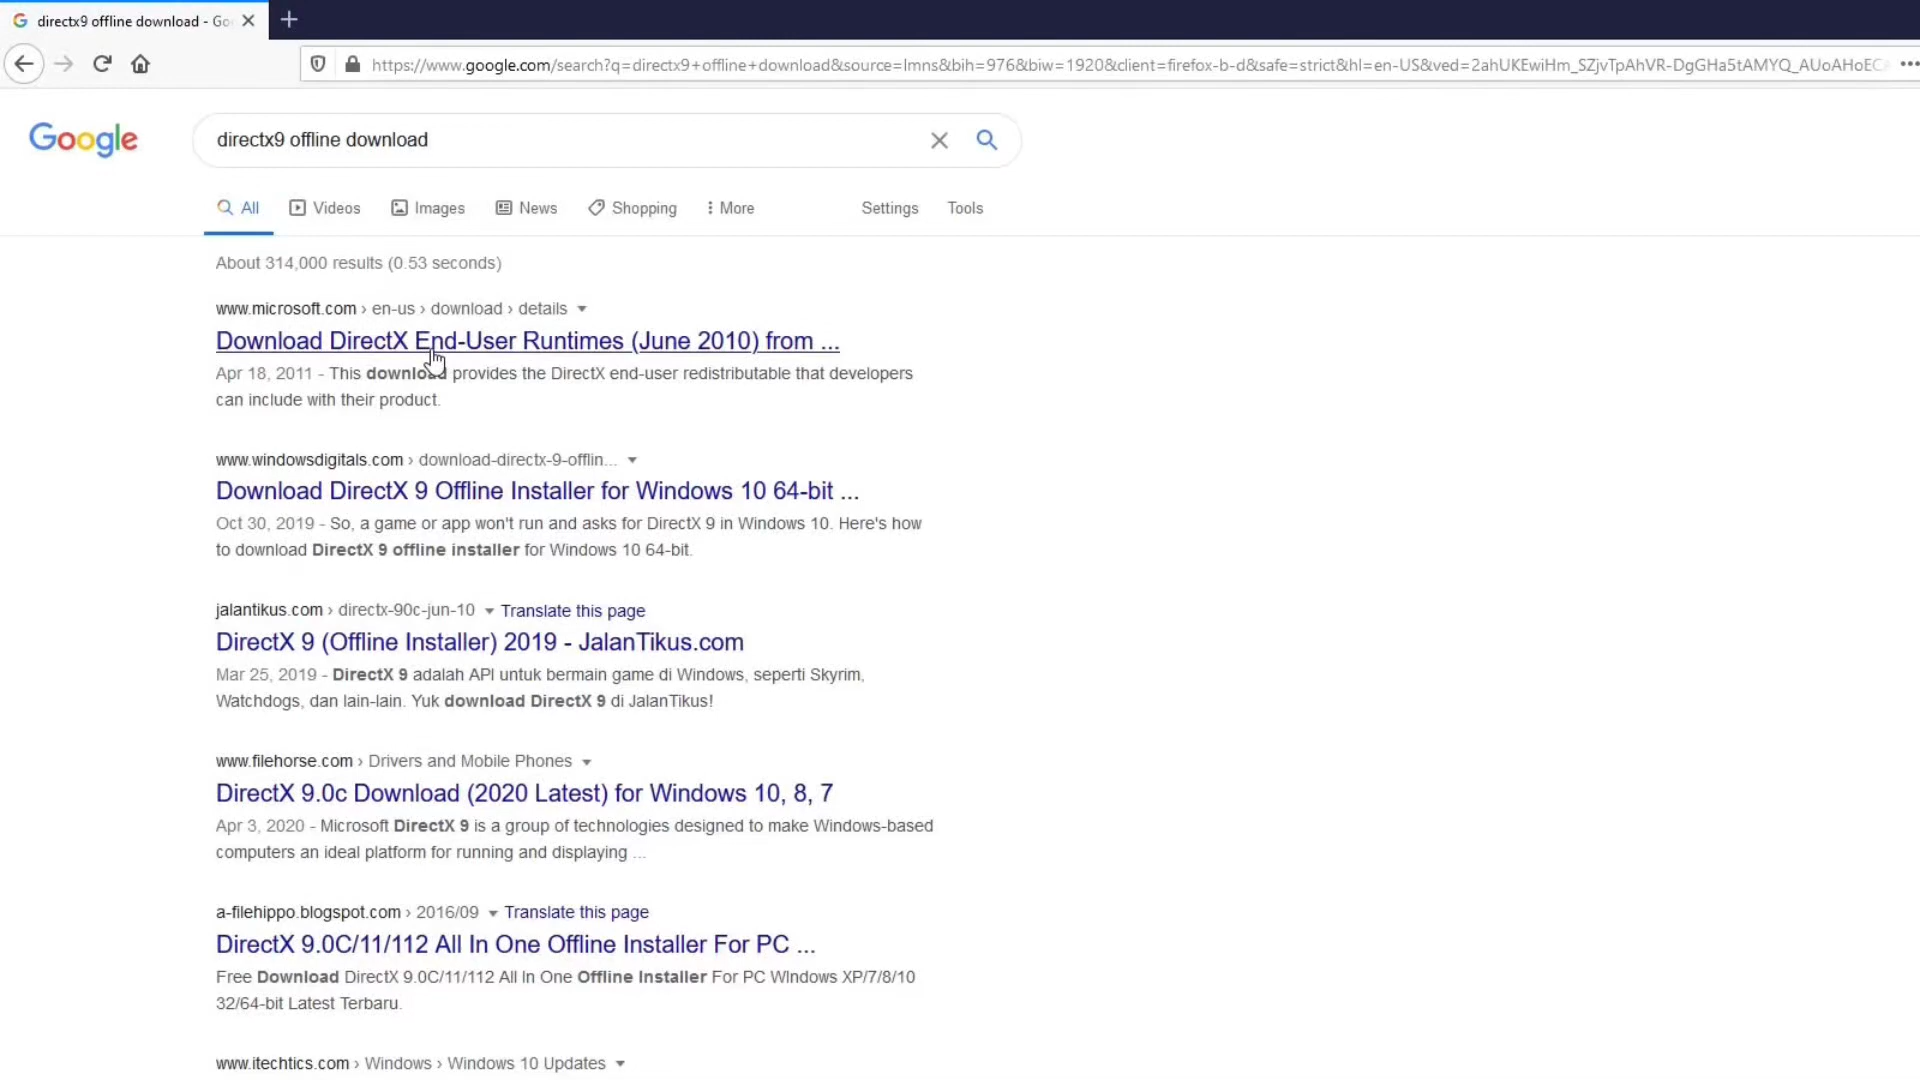 directx9 offline download - Go
https://www.google.com/search?q=directx9+offline+download&source=lmns&bih=976&biw=1920&client=firefox-b-d&safe=strict&hl=en-US&ved=2ahUKEwiHm_SZjvTpAhVR-DgGHa5tAMYQ_AUoAHoECA
Google
directx9 offline download
All Videos Images News Shopping More Settings Tools
About 314,000 results (0.53 seconds)
www.microsoft.com › en-us › download › details
Download DirectX End-User Runtimes (June 2010) from ...
Apr 18, 2011 - This download provides the DirectX end-user redistributable that developers
can include with their product.
www.windowsdigitals.com › download-directx-9-offlin...
Download DirectX 9 Offline Installer for Windows 10 64-bit ...
Oct 30, 2019 - So, a game or app won't run and asks for DirectX 9 in Windows 10. Here's how
to download DirectX 9 offline installer for Windows 10 64-bit.
jalantikus.com › directx-90c-jun-10 Translate this page
DirectX 9 (Offline Installer) 2019 - JalanTikus.com
Mar 25, 2019 - DirectX 9 adalah API untuk bermain game di Windows, seperti Skyrim,
Watchdogs, dan lain-lain. Yuk download DirectX 9 di JalanTikus!
www.filehorse.com › Drivers and Mobile Phones
DirectX 9.0c Download (2020 Latest) for Windows 10, 8, 7
Apr 3, 2020 - Microsoft DirectX 9 is a group of technologies designed to make Windows-based
computers an ideal platform for running and displaying ...
a-filehippo.blogspot.com › 2016/09 Translate this page
DirectX 9.0C/11/112 All In One Offline Installer For PC ...
Free Download DirectX 9.0C/11/112 All In One Offline Installer For PC WIndows XP/7/8/10
32/64-bit Latest Terbaru.
www.itechtics.com › Windows › Windows 10 Updates